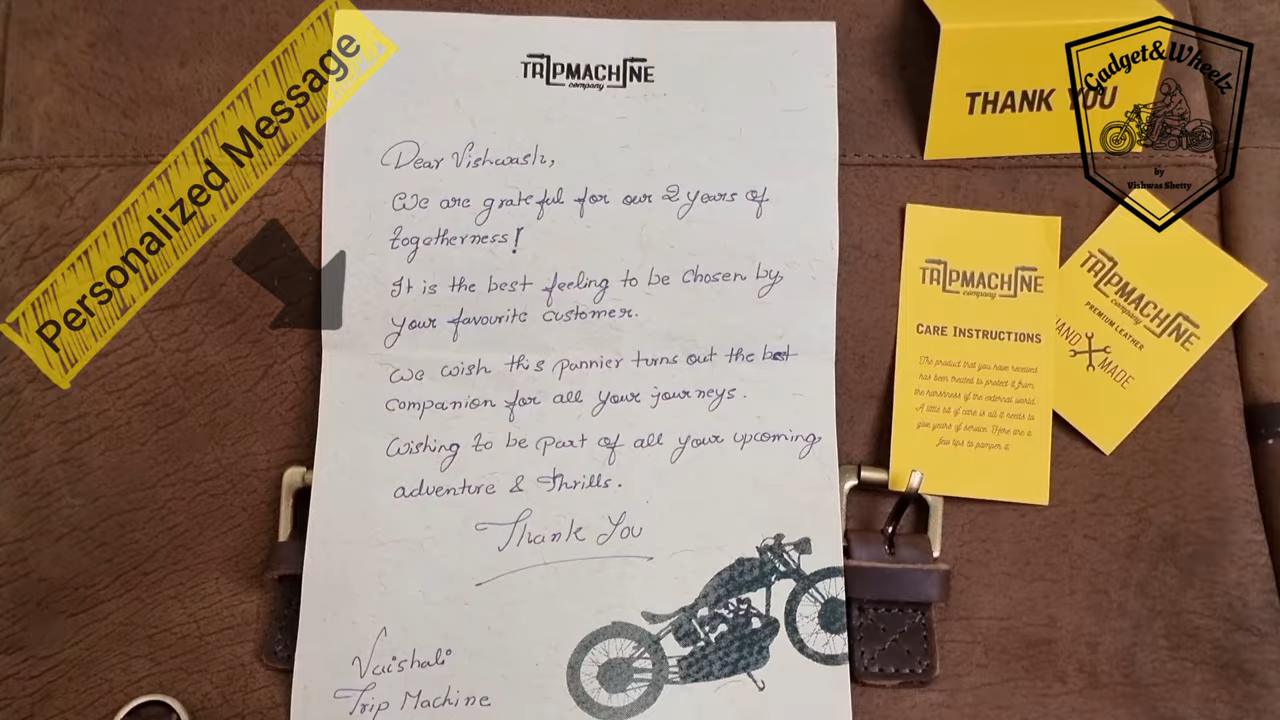 Personalized Message
TRIPMACHINE
company
Dear Vishwash,
We are grateful for our 2 years of
togetherness!
It is the best feeling to be chosen by
your favourite customer.
We wish this pannier turns out the best
companion for all your journeys.
Wishing to be part of all your upcoming
adventure & thrills.
Thank You
Vaishali
Trip Machine
THANK YOU
Gadget&Wheelz
by
Vishwas Shetty
TRIPMACHINE
company
CARE INSTRUCTIONS
The product that you have received
has been treated to protect it from
the harshness of the external world.
A little bit of care is all it needs to
give years of service. Here are a
few tips to pamper it.
TRIPMACHINE
company
PREMIUM LEATHER
HAND MADE